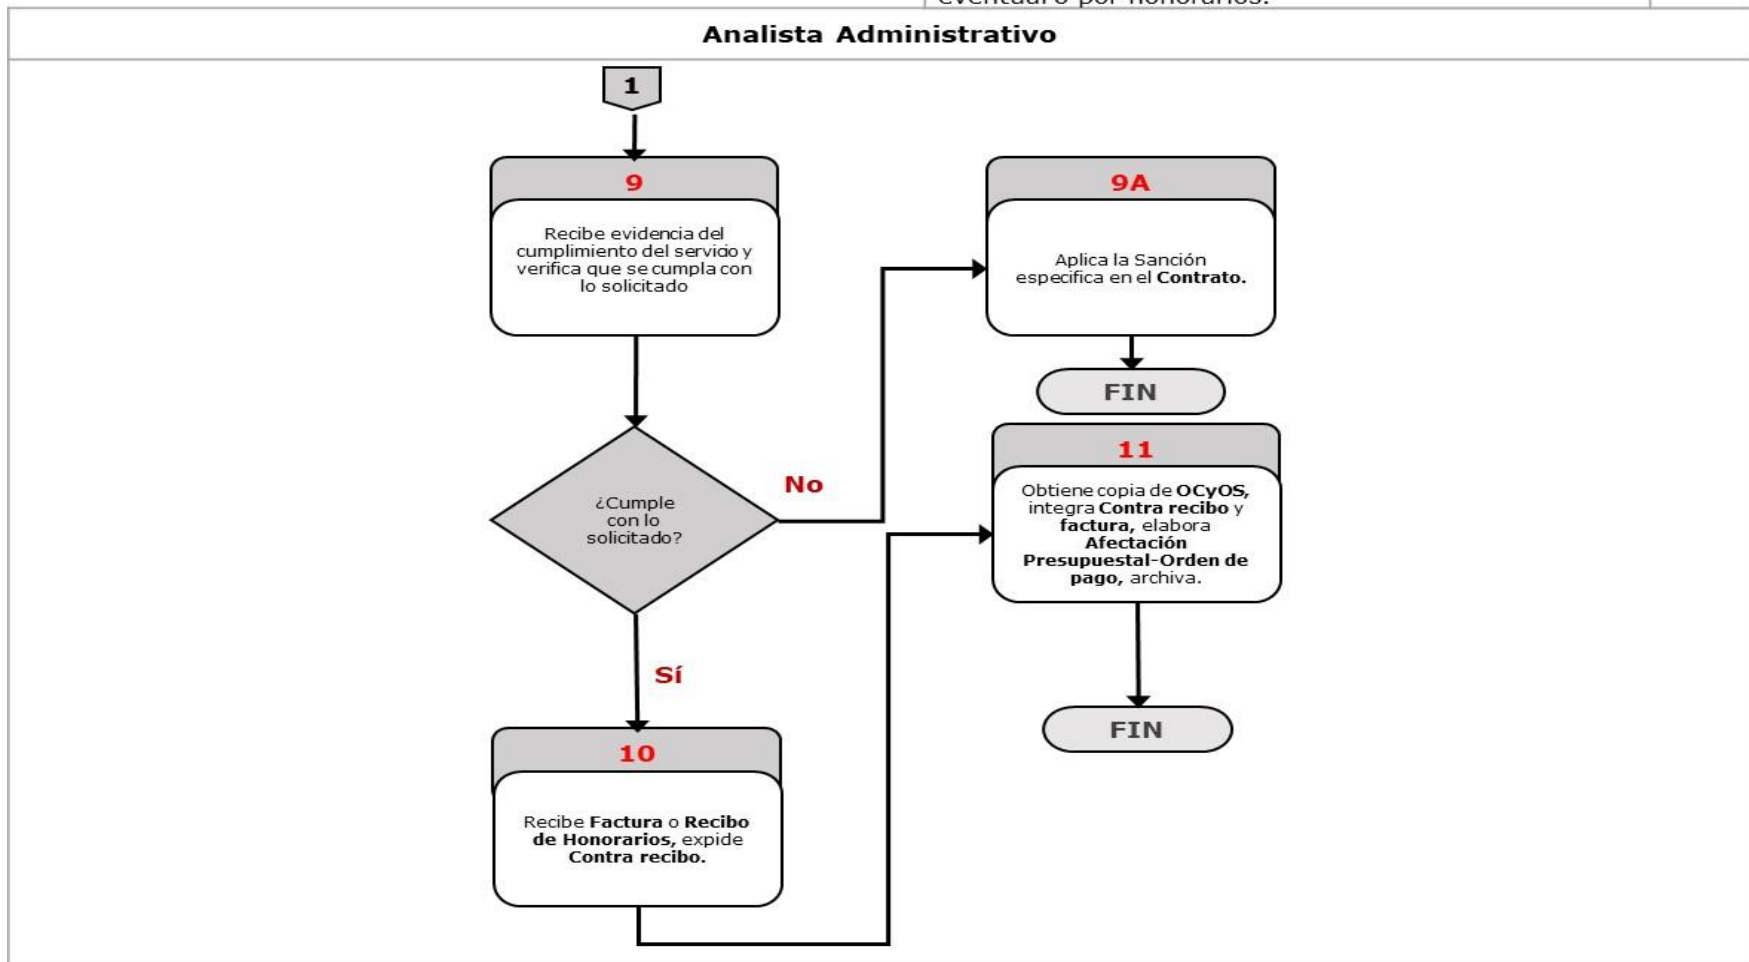 Analista Administrativo
1
9
Recibe evidencia del
cumplimiento del servicio y
verifica que se cumpla con
lo solicitado
9A
Aplica la Sanción
especifica en el Contrato.
FIN
¿Cumple
con lo
solicitado?
No
Sí
10
Recibe Factura o Recibo
de Honorarios, expide
Contra recibo.
11
Obtiene copia de OCyOS,
integra Contra recibo y
factura, elabora
Afectación
Presupuestal-Orden de
pago, archiva.
FIN